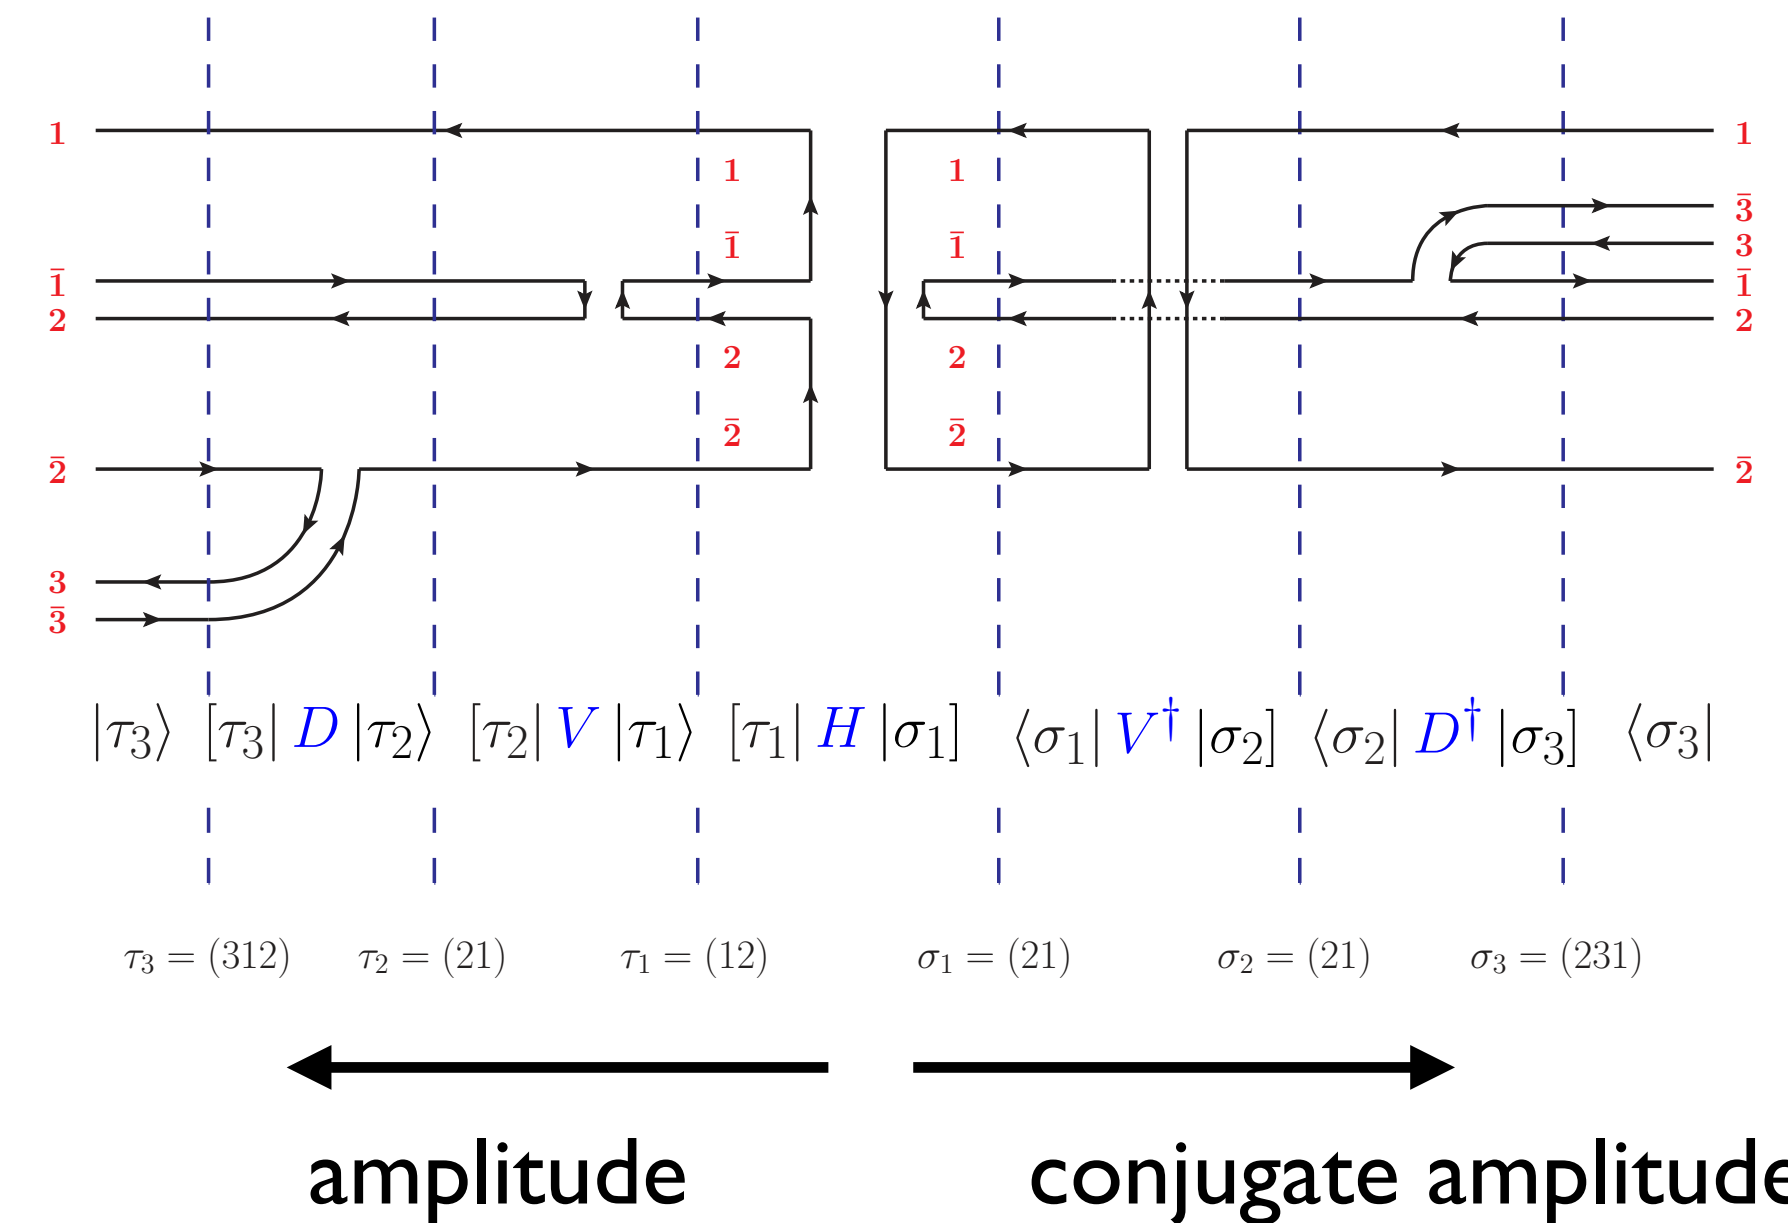 1 1
1 1
3̄
1̄ 1̄ 3
1̄ 1̄
2 2
2 2
2̄ 2̄
2̄ 2̄
3
3̄
|τ₃⟩ [τ₃| D |τ₂⟩ [τ₂| V |τ₁⟩ [τ₁| H |σ₁] ⟨σ₁| V† |σ₂] ⟨σ₂| D† |σ₃] ⟨σ₃|
τ₃ = (312) τ₂ = (21) τ₁ = (12) σ₁ = (21) σ₂ = (21) σ₃ = (231)
amplitude conjugate amplitude